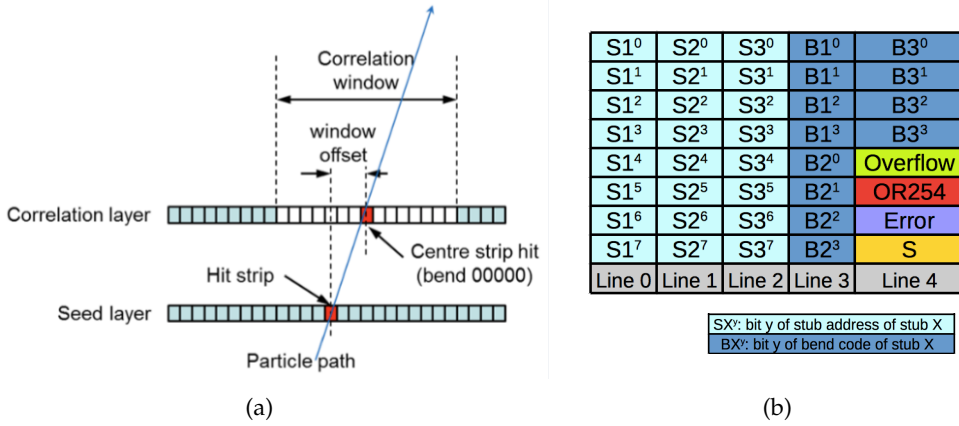 Correlation
window
window
offset
Correlation layer
Centre strip hit
(bend 00000)
Hit strip
Seed layer
Particle path
(a)
S1⁰ S2⁰ S3⁰ B1⁰ B3⁰
S1¹ S2¹ S3¹ B1¹ B3¹
S1² S2² S3² B1² B3²
S1³ S2³ S3³ B1³ B3³
S1⁴ S2⁴ S3⁴ B2⁰ Overflow
S1⁵ S2⁵ S3⁵ B2¹ OR254
S1⁶ S2⁶ S3⁶ B2² Error
S1⁷ S2⁷ S3⁷ B2³ S
Line 0 Line 1 Line 2 Line 3 Line 4
SXʸ: bit y of stub address of stub X
BXʸ: bit y of bend code of stub X
(b)